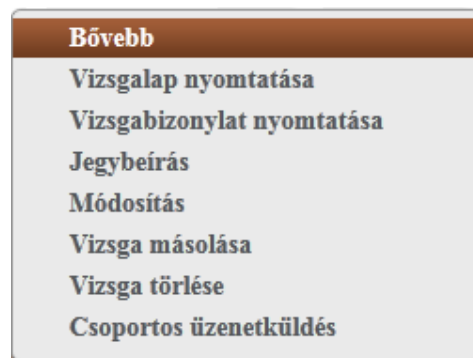 Bővebb
Vizsgalap nyomtatása
Vizsgabizonylat nyomtatása
Jegybeírás
Módosítás
Vizsga másolása
Vizsga törlése
Csoportos üzenetküldés